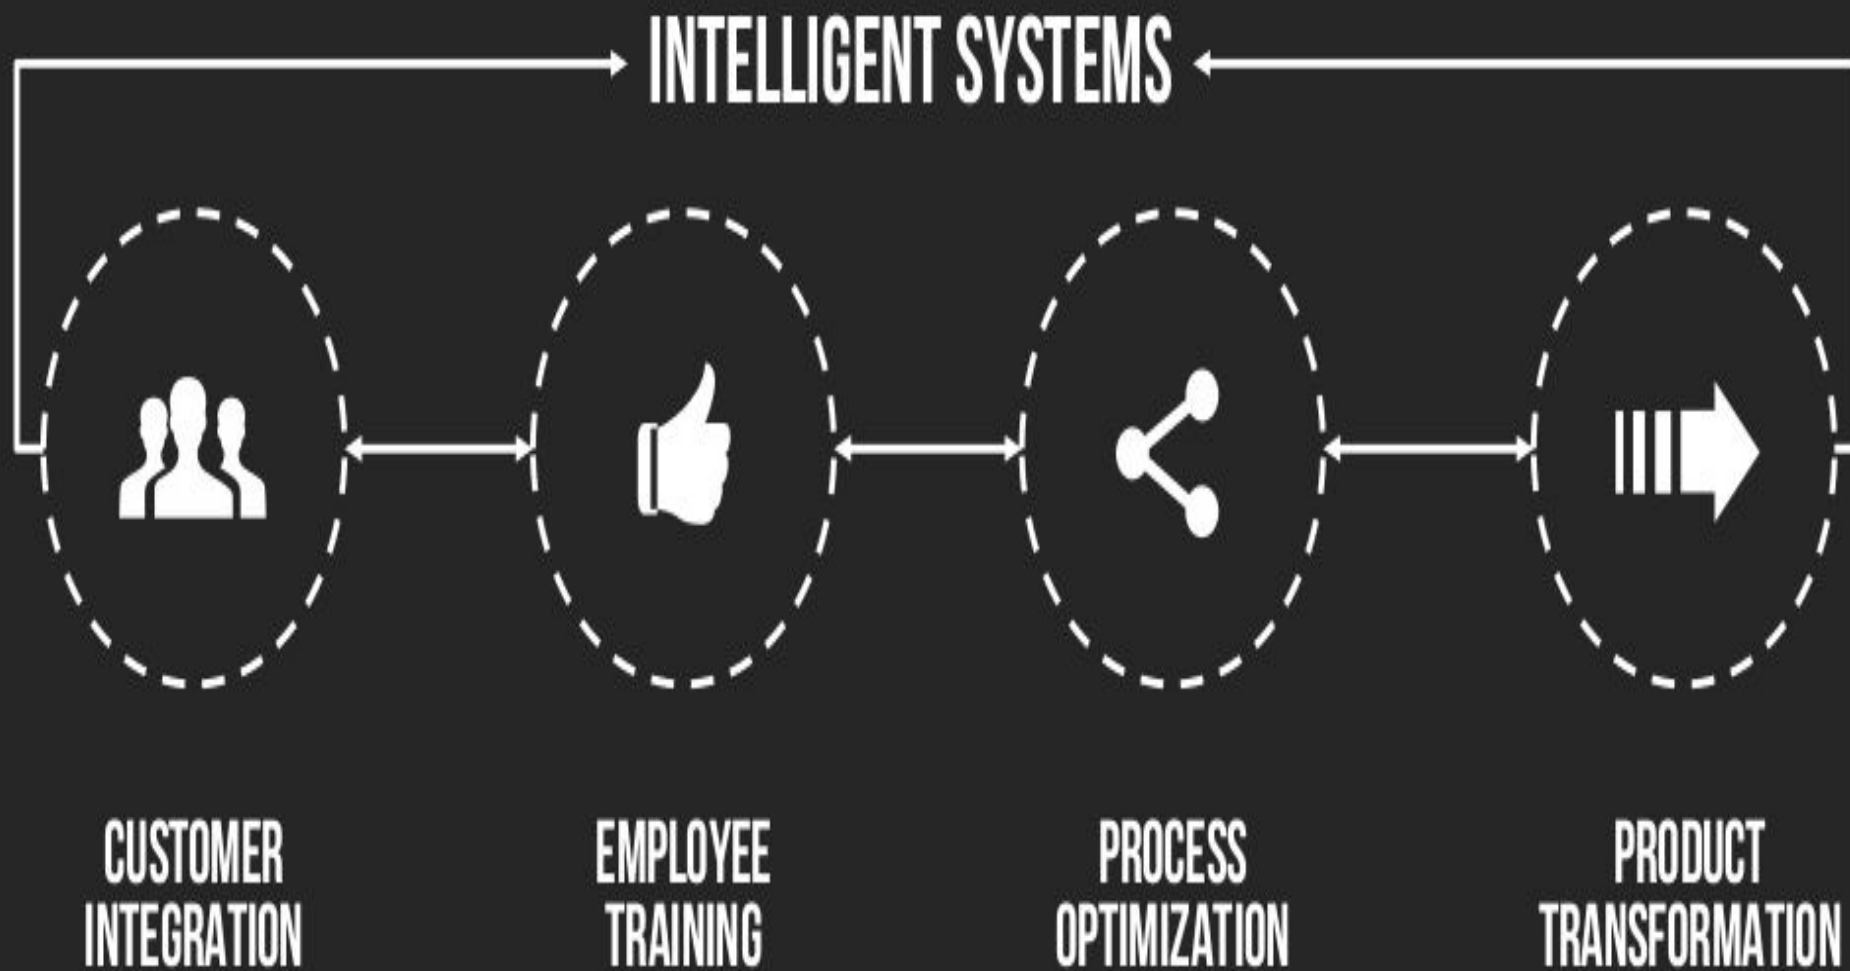 INTELLIGENT SYSTEMS
CUSTOMER
INTEGRATION
EMPLOYEE
TRAINING
PROCESS
OPTIMIZATION
PRODUCT
TRANSFORMATION